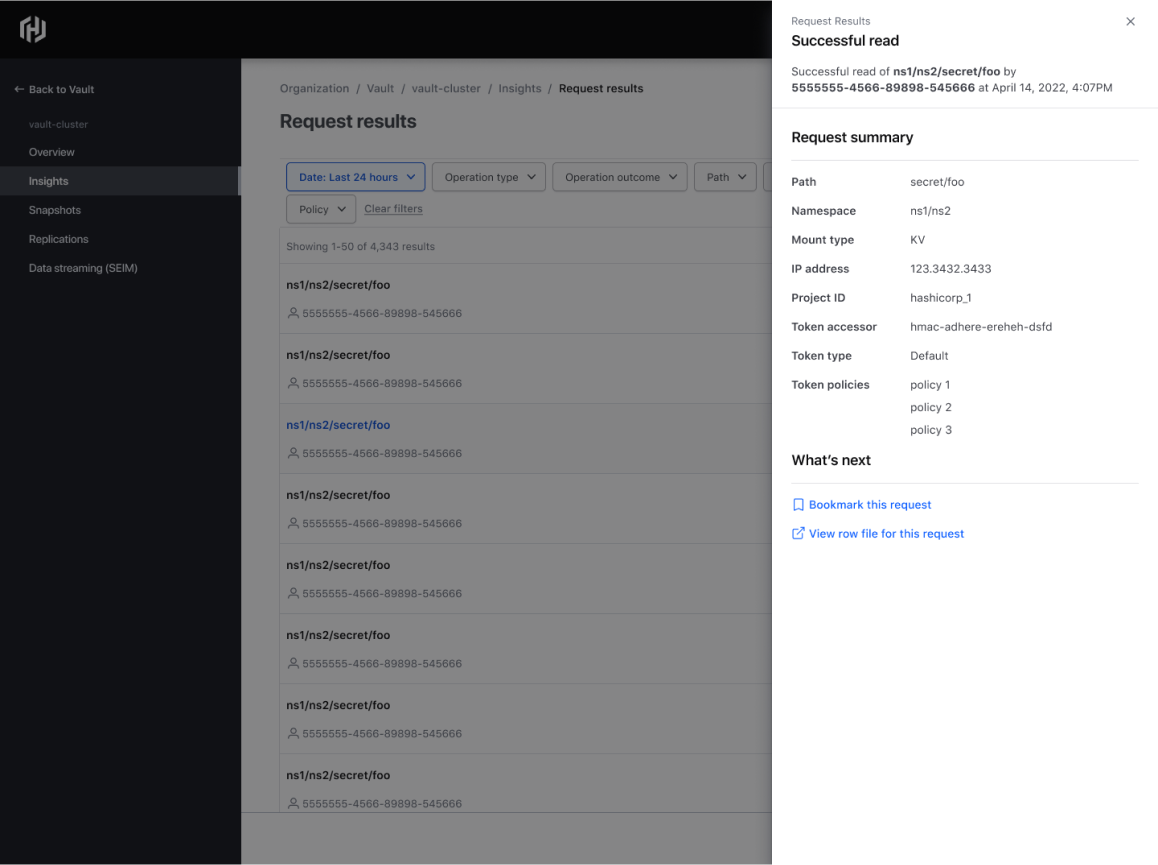 ← Back to Vault
vault-cluster
Overview
Insights
Snapshots
Replications
Data streaming (SEIM)
Organization / Vault / vault-cluster / Insights / Request results
Request results
Date: Last 24 hours Operation type Operation outcome Path
Policy Clear filters
Showing 1-50 of 4,343 results
ns1/ns2/secret/foo
5555555-4566-89898-545666
ns1/ns2/secret/foo
5555555-4566-89898-545666
ns1/ns2/secret/foo
5555555-4566-89898-545666
ns1/ns2/secret/foo
5555555-4566-89898-545666
ns1/ns2/secret/foo
5555555-4566-89898-545666
ns1/ns2/secret/foo
5555555-4566-89898-545666
ns1/ns2/secret/foo
5555555-4566-89898-545666
ns1/ns2/secret/foo
5555555-4566-89898-545666
Request Results
Successful read
Successful read of ns1/ns2/secret/foo by
5555555-4566-89898-545666 at April 14, 2022, 4:07PM
Request summary
Path secret/foo
Namespace ns1/ns2
Mount type KV
IP address 123.3432.3433
Project ID hashicorp_1
Token accessor hmac-adhere-ereheh-dsfd
Token type Default
Token policies policy 1
policy 2
policy 3
What's next
Bookmark this request
View row file for this request